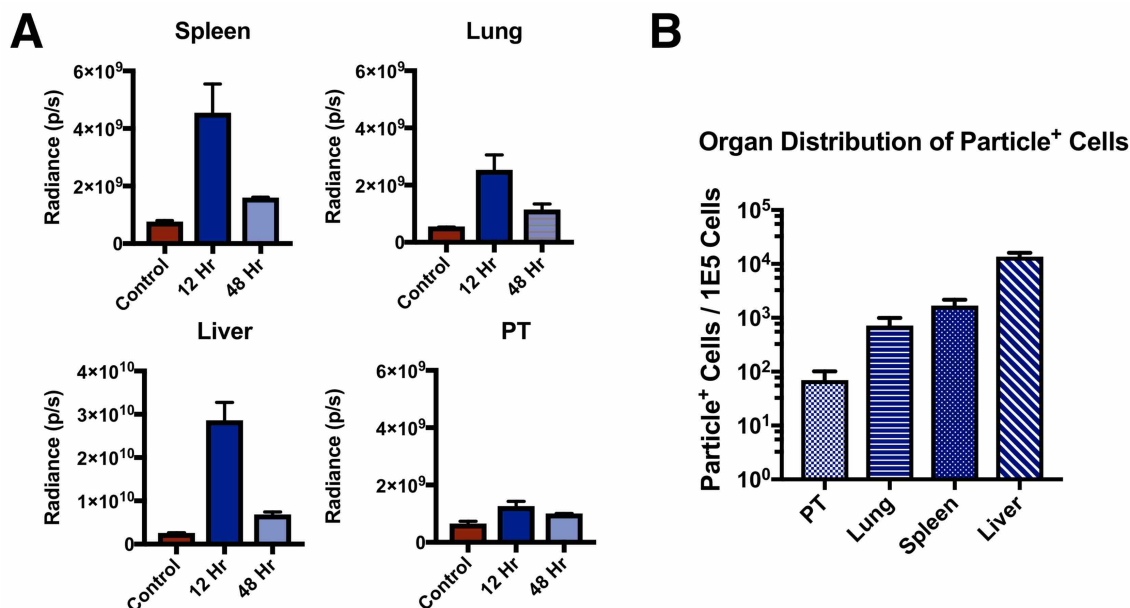 A
Spleen
Radiance (p/s)
6×10⁹
4×10⁹
2×10⁹
0
Control
12 Hr
48 Hr
Lung
Radiance (p/s)
6×10⁹
4×10⁹
2×10⁹
0
Control
12 Hr
48 Hr
Liver
Radiance (p/s)
4×10¹⁰
3×10¹⁰
2×10¹⁰
1×10¹⁰
0
Control
12 Hr
48 Hr
PT
Radiance (p/s)
6×10⁹
4×10⁹
2×10⁹
0
Control
12 Hr
48 Hr
B
Organ Distribution of Particle⁺ Cells
Particle⁺ Cells / 1E5 Cells
10⁵
10⁴
10³
10²
10¹
10⁰
PT
Lung
Spleen
Liver